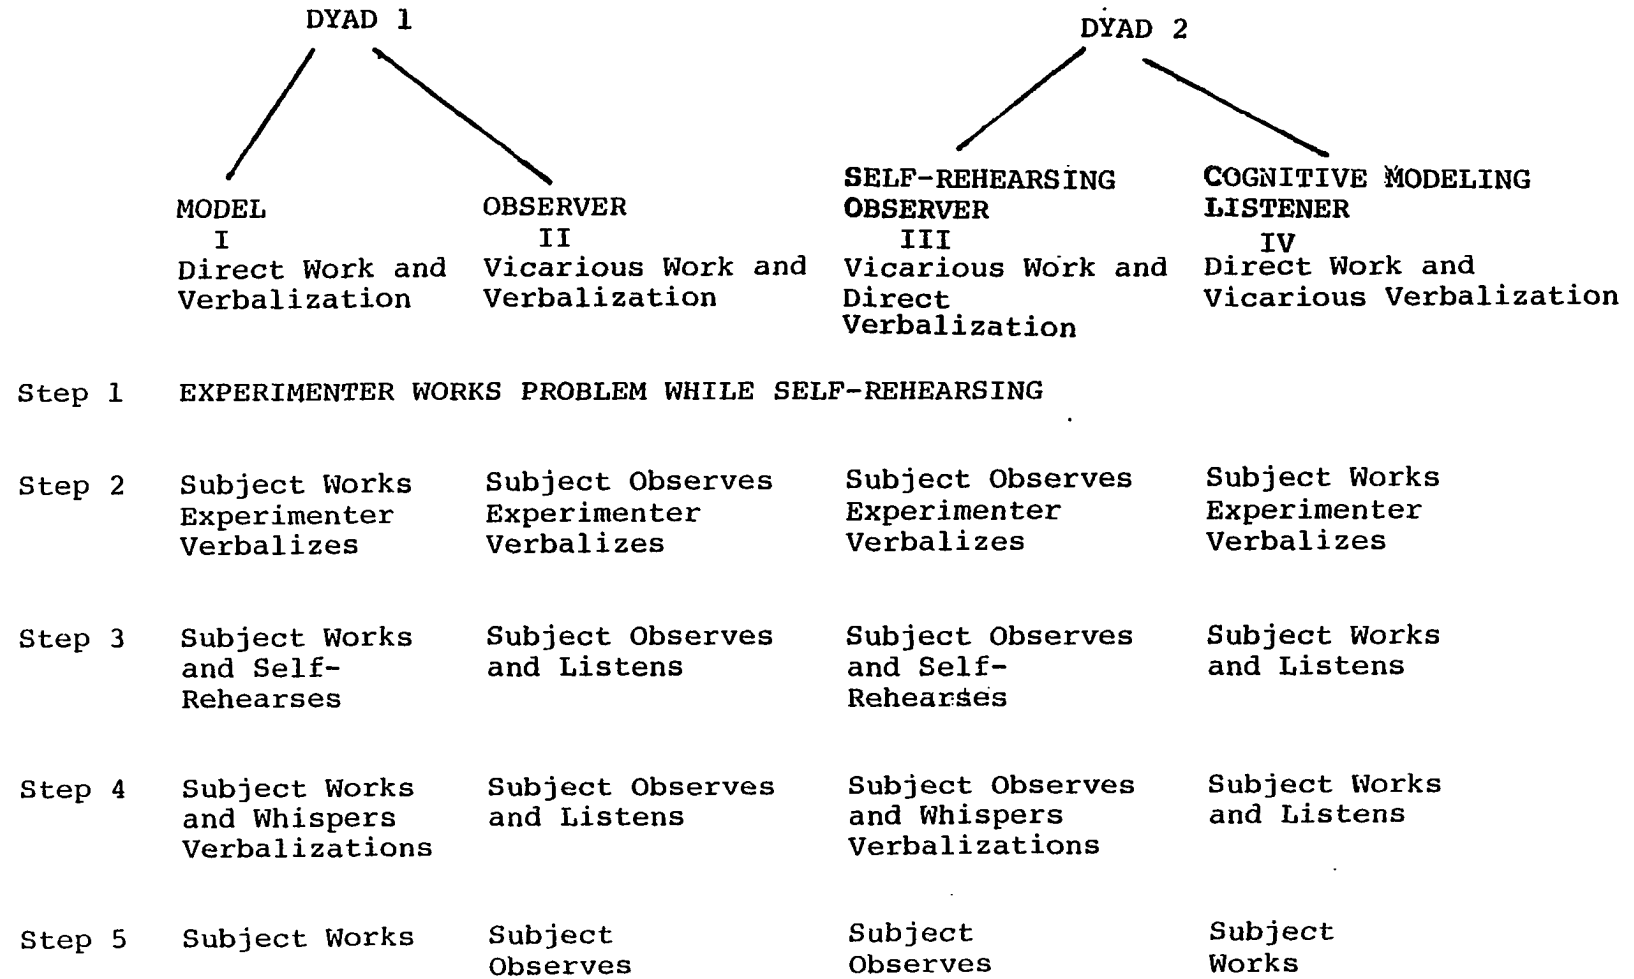 DYAD 1
DYAD 2
MODEL
I
Direct Work and
Verbalization
OBSERVER
II
Vicarious Work and
Verbalization
SELF-REHEARSING
OBSERVER
III
Vicarious Work and
Direct
Verbalization
COGNITIVE MODELING
LISTENER
IV
Direct Work and
Vicarious Verbalization
Step 1
EXPERIMENTER WORKS PROBLEM WHILE SELF-REHEARSING
Step 2
Subject Works
Experimenter
Verbalizes
Subject Observes
Experimenter
Verbalizes
Subject Observes
Experimenter
Verbalizes
Subject Works
Experimenter
Verbalizes
Step 3
Subject Works
and Self-
Rehearses
Subject Observes
and Listens
Subject Observes
and Self-
Rehearses
Subject Works
and Listens
Step 4
Subject Works
and Whispers
Verbalizations
Subject Observes
and Listens
Subject Observes
and Whispers
Verbalizations
Subject Works
and Listens
Step 5
Subject Works
Subject
Observes
Subject
Observes
Subject
Works